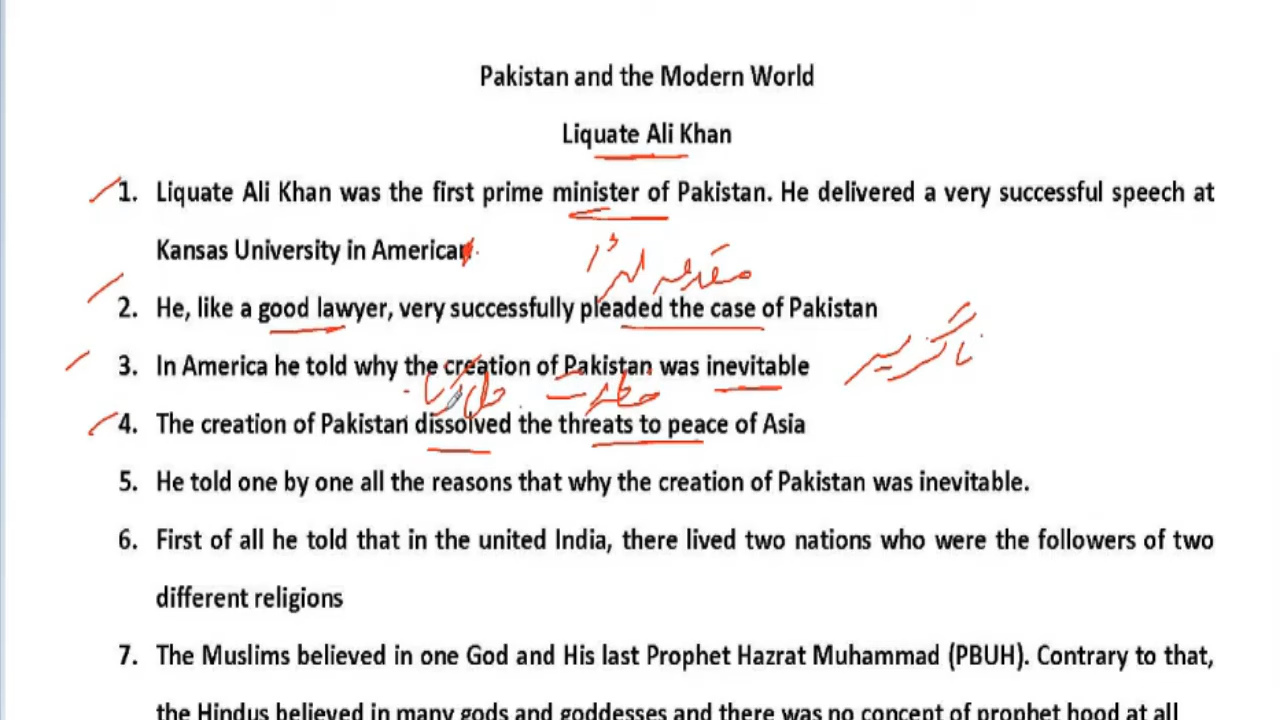 Pakistan and the Modern World
Liquate Ali Khan
1. Liquate Ali Khan was the first prime minister of Pakistan. He delivered a very successful speech at
Kansas University in American
مقدمہ لڑا
2. He, like a good lawyer, very successfully pleaded the case of Pakistan
ناگزیر
3. In America he told why the creation of Pakistan was inevitable
حل کرنا
4. The creation of Pakistan dissolved the threats to peace of Asia
5. He told one by one all the reasons that why the creation of Pakistan was inevitable.
6. First of all he told that in the united India, there lived two nations who were the followers of two
different religions
7. The Muslims believed in one God and His last Prophet Hazrat Muhammad (PBUH). Contrary to that,
the Hindus believed in many gods and goddesses and there was no concept of prophet hood at all